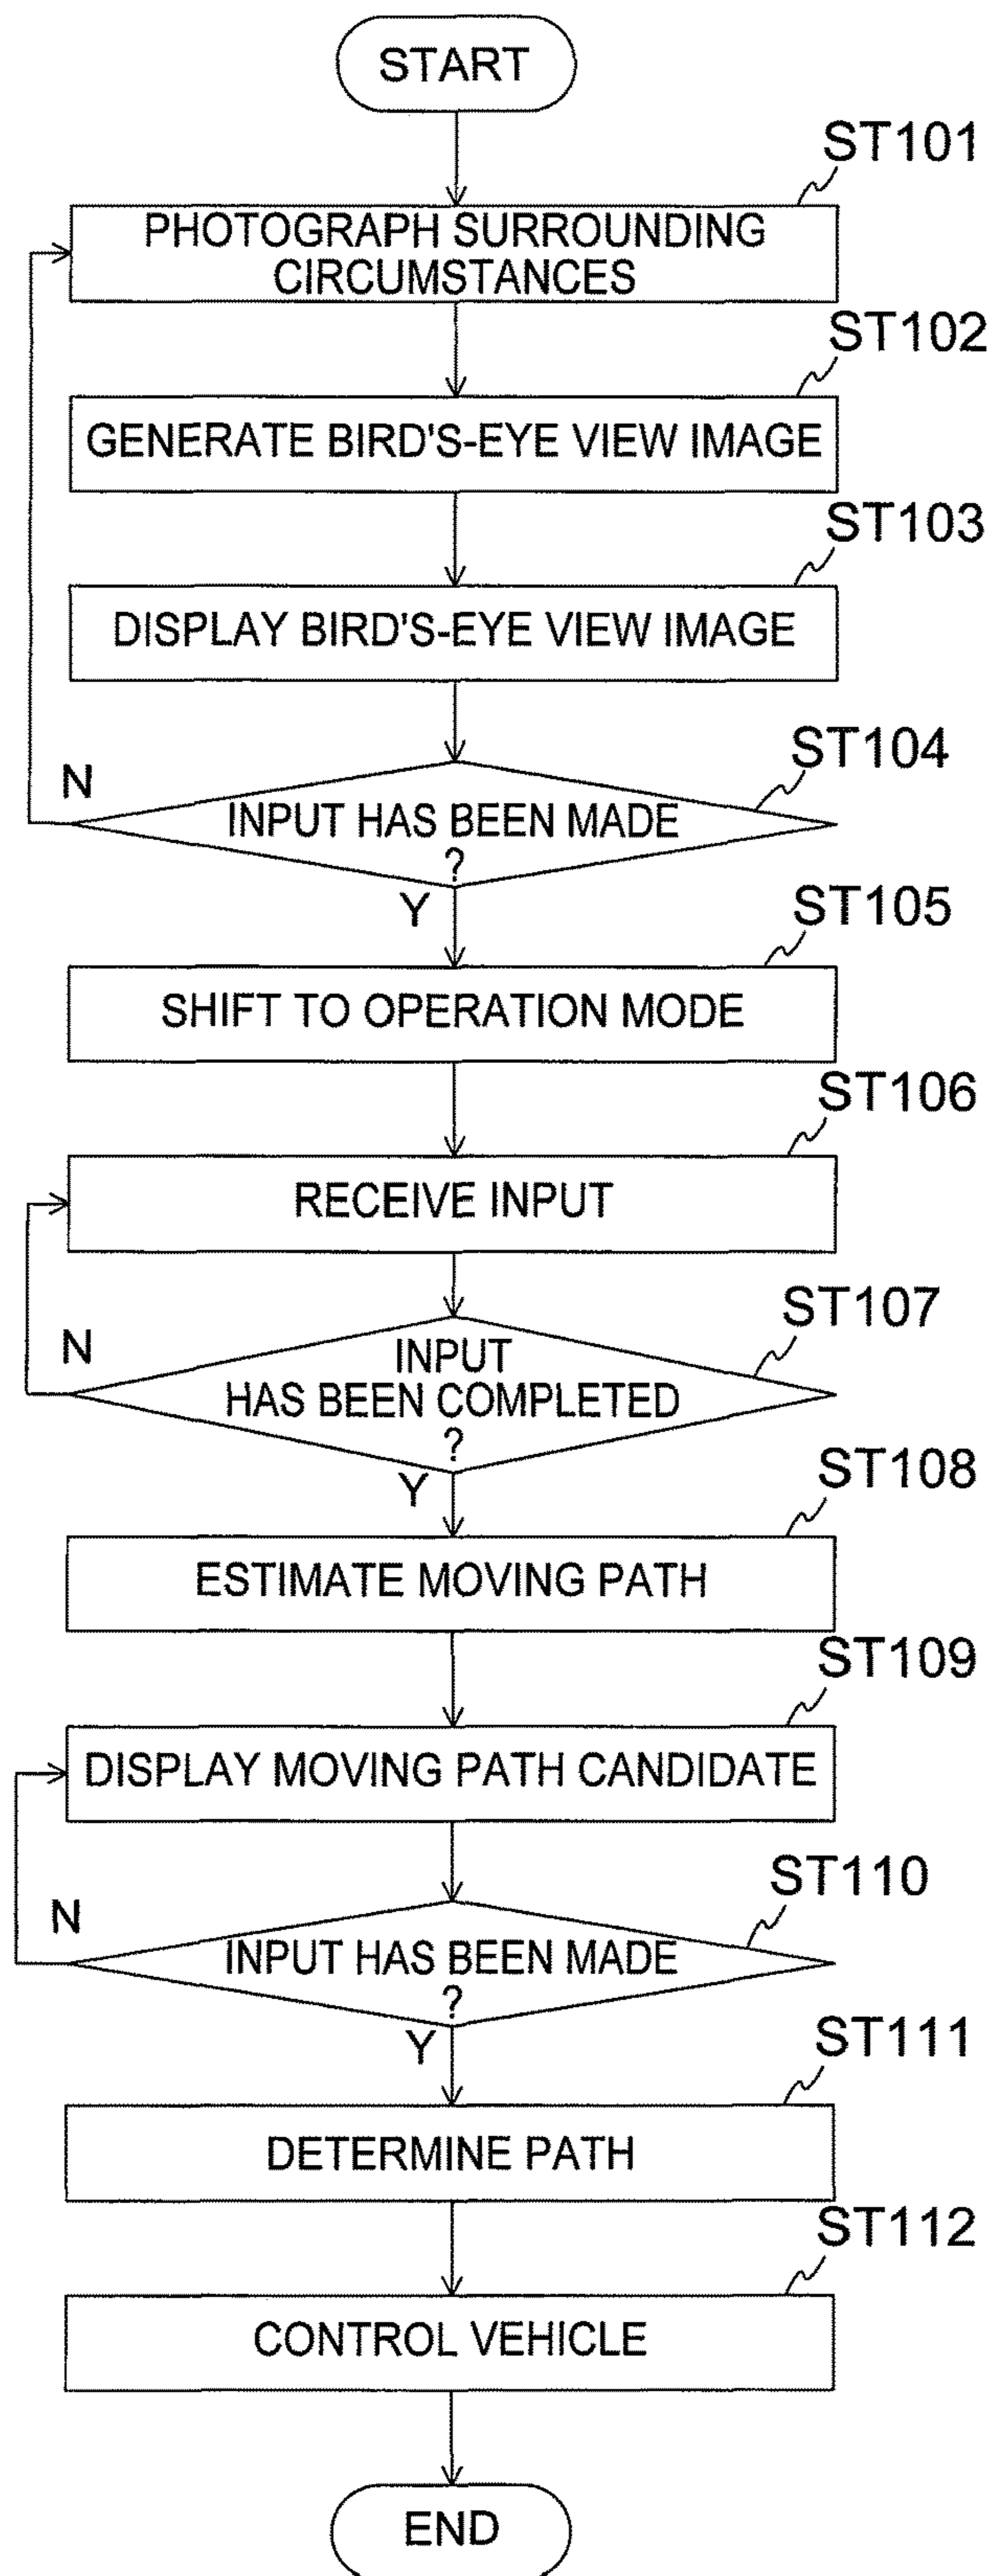 START
ST101
PHOTOGRAPH SURROUNDING
CIRCUMSTANCES
ST102
GENERATE BIRD'S-EYE VIEW IMAGE
ST103
DISPLAY BIRD'S-EYE VIEW IMAGE
ST104
N
INPUT HAS BEEN MADE
?
Y
ST105
SHIFT TO OPERATION MODE
ST106
RECEIVE INPUT
ST107
N
INPUT
HAS BEEN COMPLETED
?
Y
ST108
ESTIMATE MOVING PATH
ST109
DISPLAY MOVING PATH CANDIDATE
ST110
N
INPUT HAS BEEN MADE
?
Y
ST111
DETERMINE PATH
ST112
CONTROL VEHICLE
END